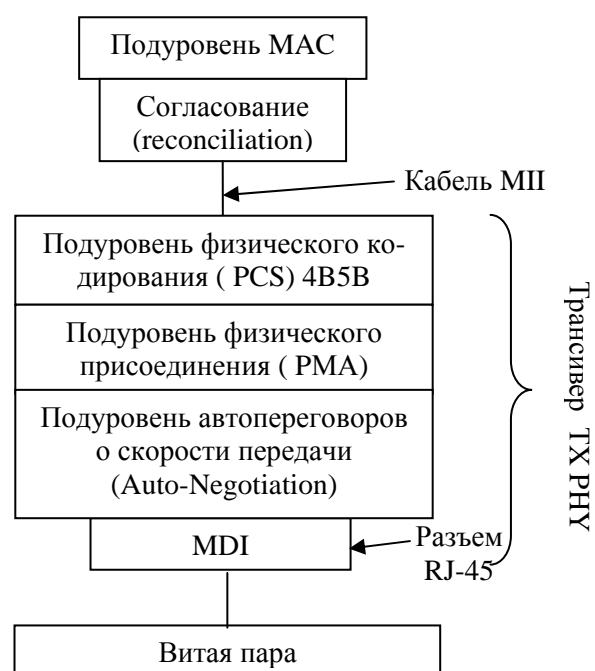 Подуровень MAC
Согласование
(reconciliation)
Кабель MII
Подуровень физического ко-
дирования ( PCS) 4B5B
Подуровень физического
присоединения ( PMA)
Подуровень автопереговоров
о скорости передачи
(Auto-Negotiation)
Трансивер TX PHY
MDI
Разъем
RJ-45
Витая пара